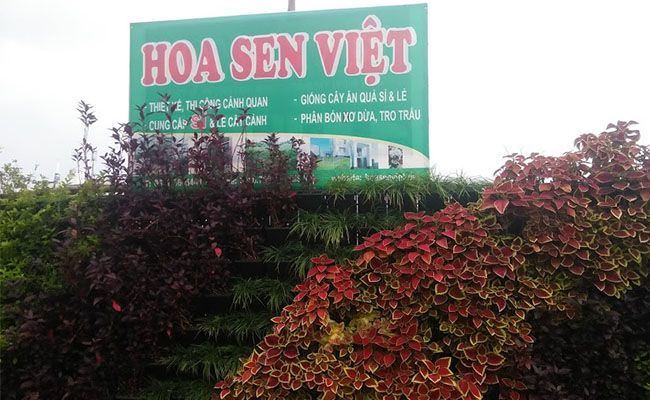 HOA SEN VIỆT
- THIẾT KẾ, THI CÔNG CẢNH QUAN
- GIỐNG CÂY ĂN QUẢ SỈ & LẺ
- CUNG CẤP SỈ & LẺ CÂY CẢNH
- PHÂN BÓN XƠ DỪA, TRO TRẤU